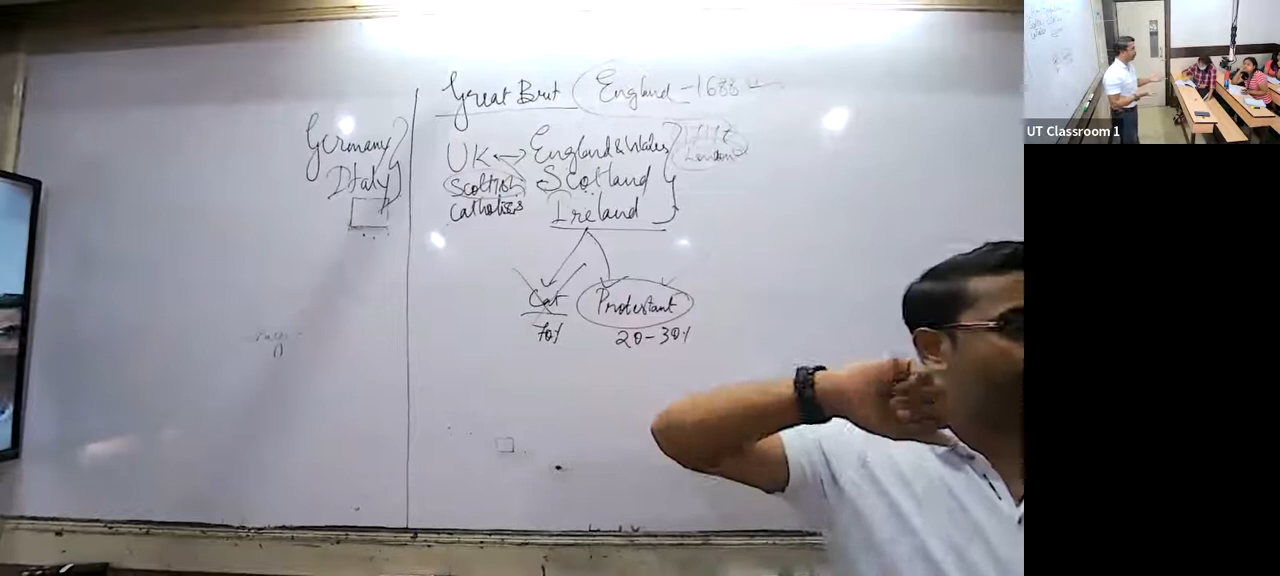 Great Brit England - 1688
Germany
Italy
UK England & Wales
London
Scottish Scotland
Catholics Ireland
Cat Protestant
70% 20-30%
UT Classroom 1